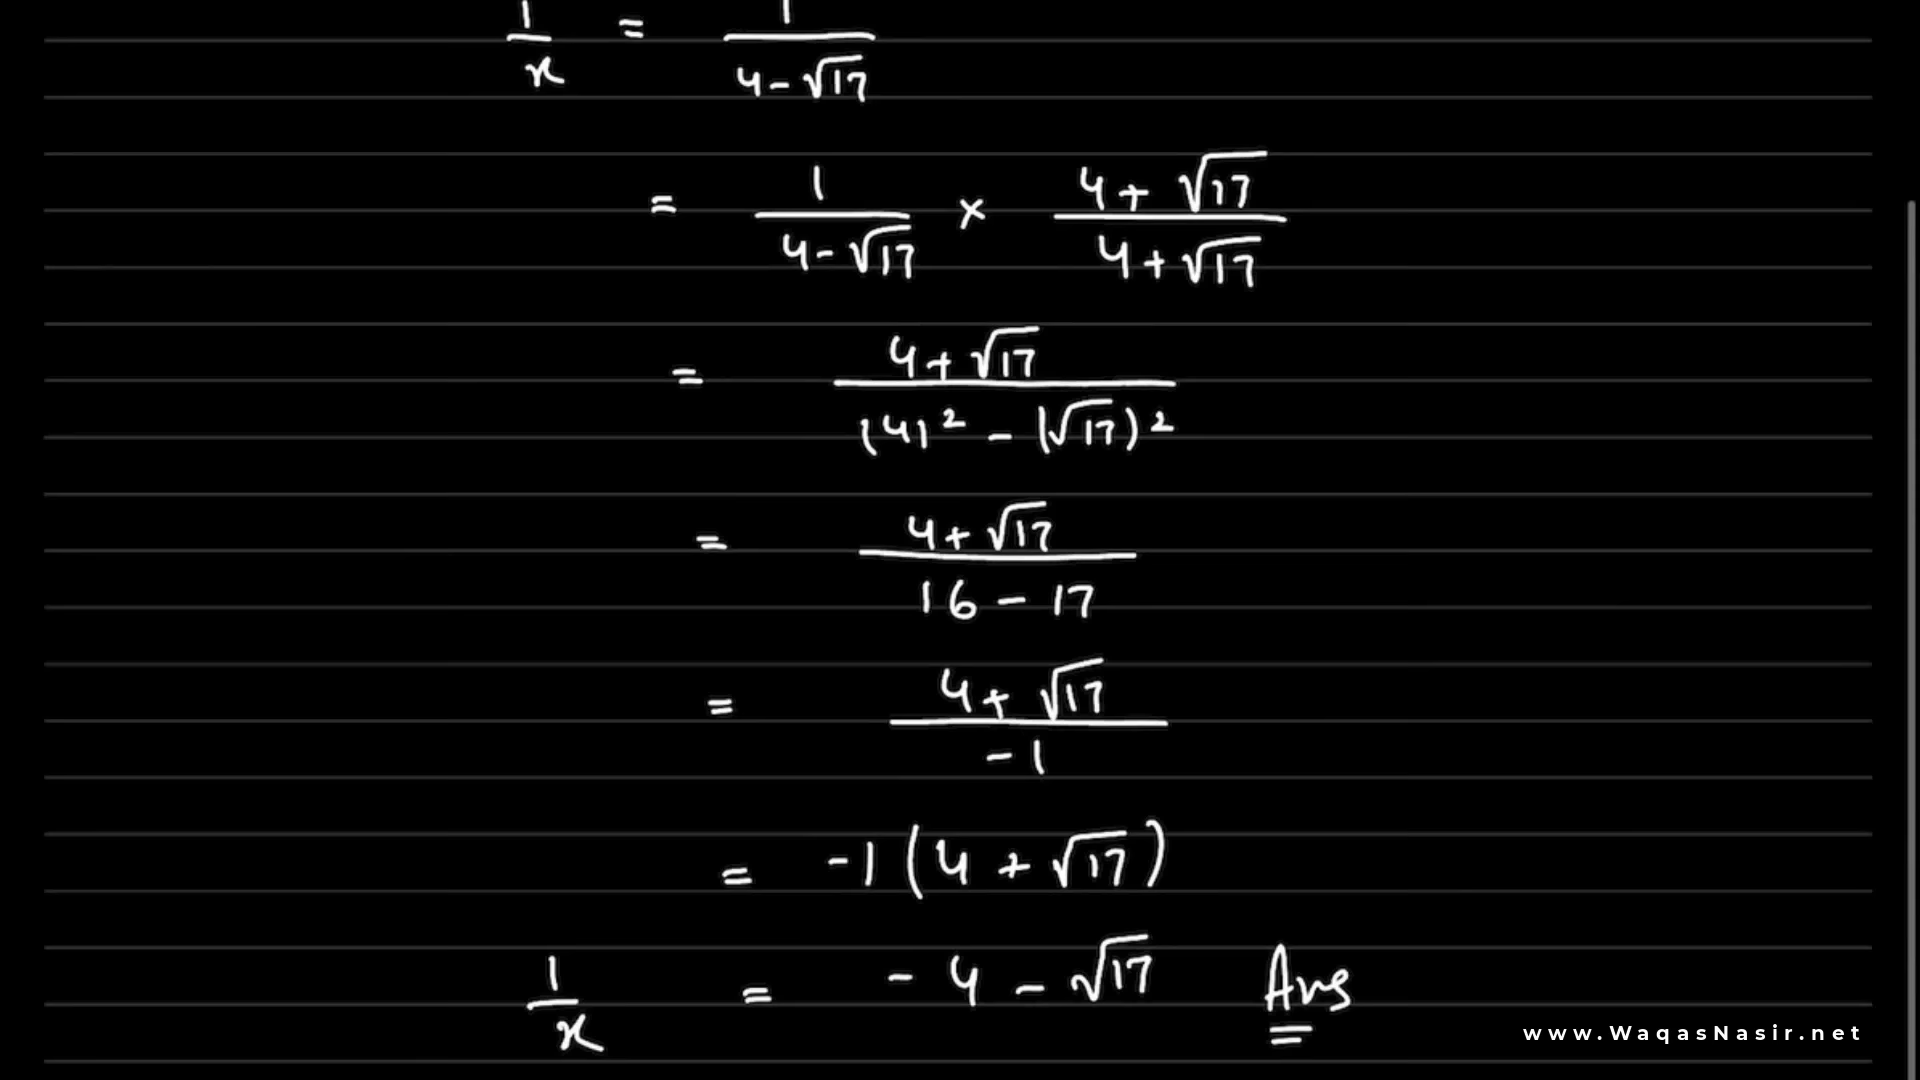 1/x = 1/(4-√17)
= 1/(4-√17) × (4+√17)/(4+√17)
= (4+√17)/((4)² - (√17)²)
= (4+√17)/(16-17)
= (4+√17)/(-1)
= -1(4+√17)
1/x = -4-√17 Ans
www.WaqasNasir.net